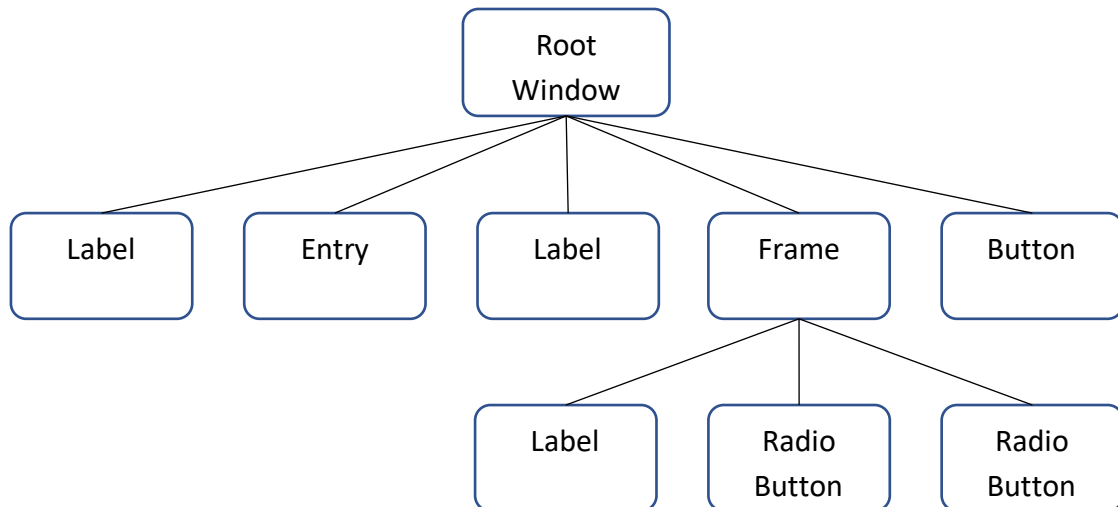 Root
Window
Label
Entry
Label
Frame
Button
Label
Radio
Button
Radio
Button